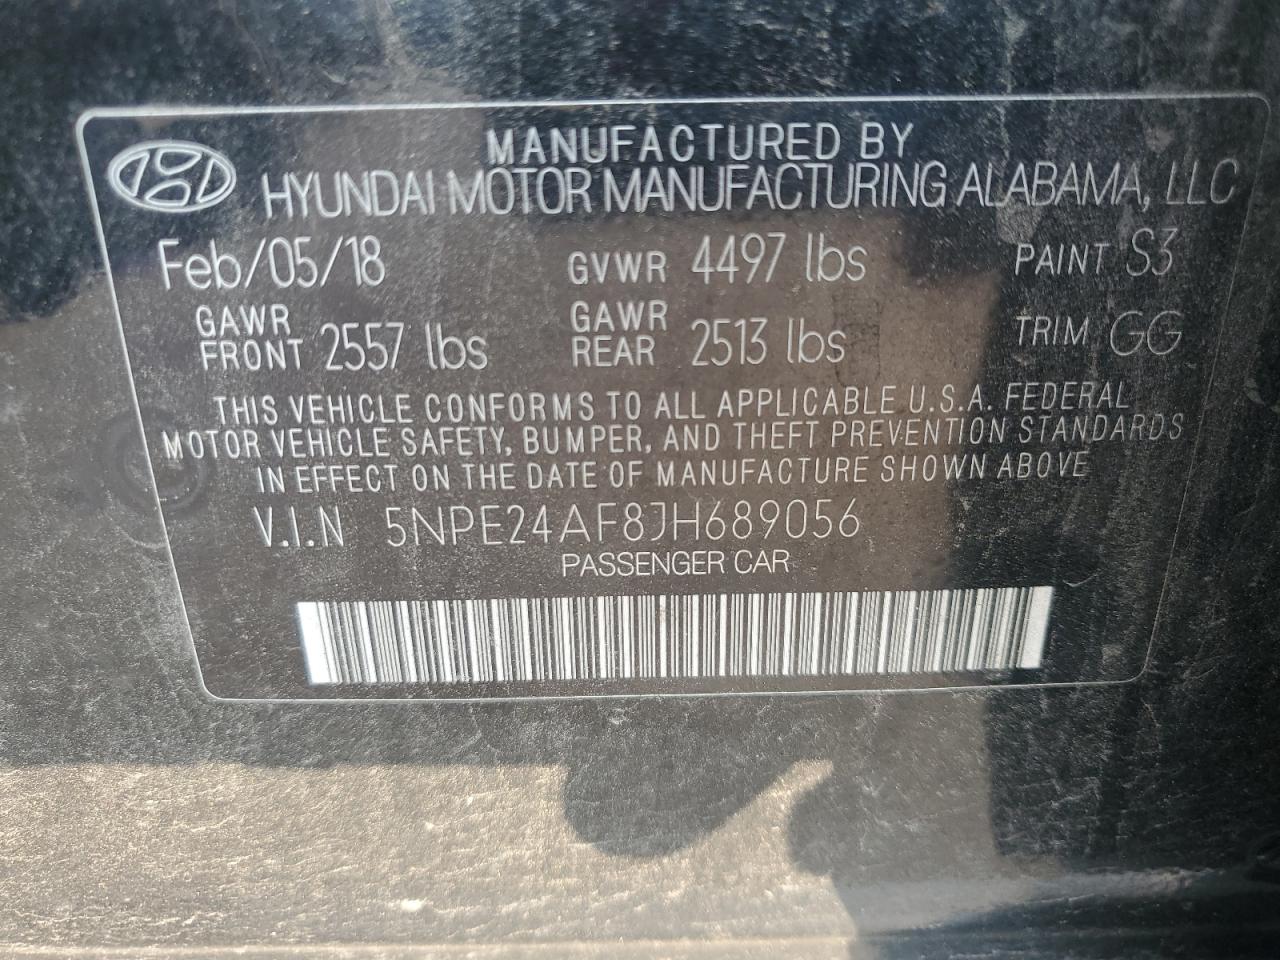 MANUFACTURED BY
HYUNDAI MOTOR MANUFACTURING ALABAMA, LLC
Feb/05/18 GVWR 4497 lbs PAINT S3
GAWR FRONT 2557 lbs GAWR REAR 2513 lbs TRIM GG
THIS VEHICLE CONFORMS TO ALL APPLICABLE U.S.A. FEDERAL
MOTOR VEHICLE SAFETY, BUMPER, AND THEFT PREVENTION STANDARDS
IN EFFECT ON THE DATE OF MANUFACTURE SHOWN ABOVE
V.I.N 5NPE24AF8JH689056
PASSENGER CAR